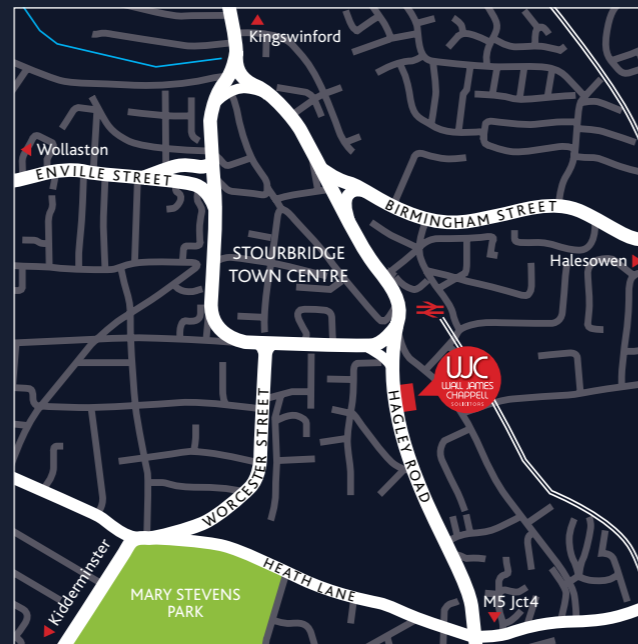 Kingswinford
Wollaston
ENVILLE STREET
BIRMINGHAM STREET
STOURBRIDGE
TOWN CENTRE
Halesowen
WJC
WALL JAMES
CHAPPELL
SOLICITORS
HAGLEY ROAD
WORCESTER STREET
Kidderminster
HEATH LANE
MARY STEVENS
PARK
M5 Jct4